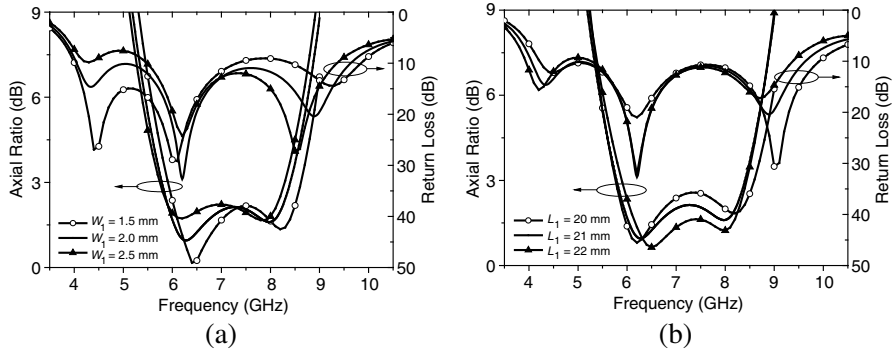 9
6
3
0
Axial Ratio (dB)
0
10
20
30
40
50
Return Loss (dB)
W₁ = 1.5 mm
W₁ = 2.0 mm
W₁ = 2.5 mm
4 5 6 7 8 9 10
Frequency (GHz)
(a)
9
6
3
0
Axial Ratio (dB)
0
10
20
30
40
50
Return Loss (dB)
L₁ = 20 mm
L₁ = 21 mm
L₁ = 22 mm
4 5 6 7 8 9 10
Frequency (GHz)
(b)